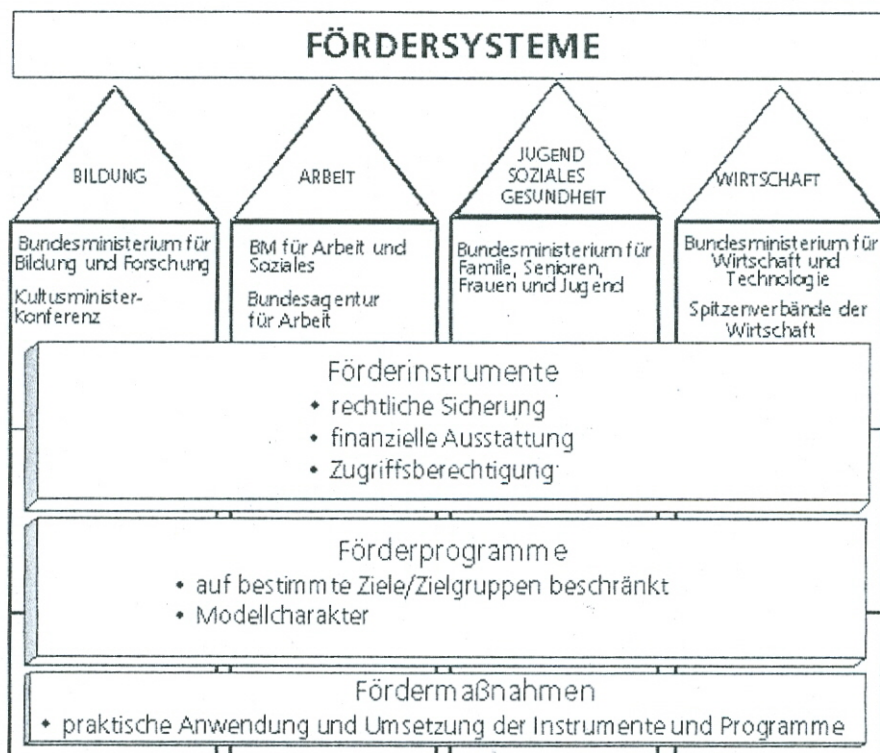 FÖRDERSYSTEME
BILDUNG
ARBEIT
JUGEND
SOZIALES
GESUNDHEIT
WIRTSCHAFT
Bundesministerium für
Bildung und Forschung
Kultusminister-
Konferenz
BM für Arbeit und
Soziales
Bundesagentur
für Arbeit
Bundesministerium für
Famile, Senioren,
Frauen und Jugend
Bundesministerium für
Wirtschaft und
Technologie
Spitzenverbände der
Wirtschaft
Förderinstrumente
• rechtliche Sicherung
• finanzielle Ausstattung
• Zugriffsberechtigung
Förderprogramme
• auf bestimmte Ziele/Zielgruppen beschränkt
• Modellcharakter
Fördermaßnahmen
• praktische Anwendung und Umsetzung der Instrumente und Programme